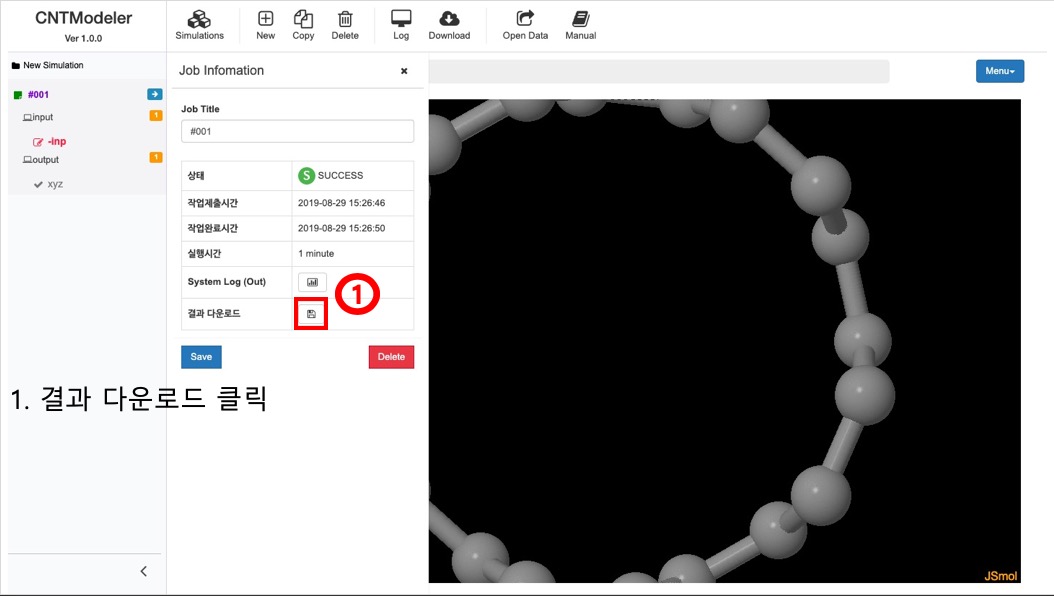 CNTModeler
Ver 1.0.0
Simulations
New
Copy
Delete
Log
Download
Open Data
Manual
New Simulation
#001
input
1
-inp
output
1
xyz
Job Infomation
×
Menu
Job Title
#001
상태
S SUCCESS
작업제출시간
2019-08-29 15:26:46
작업완료시간
2019-08-29 15:26:50
실행시간
1 minute
System Log (Out)
1
결과 다운로드
Save
Delete
1. 결과 다운로드 클릭
JSmol